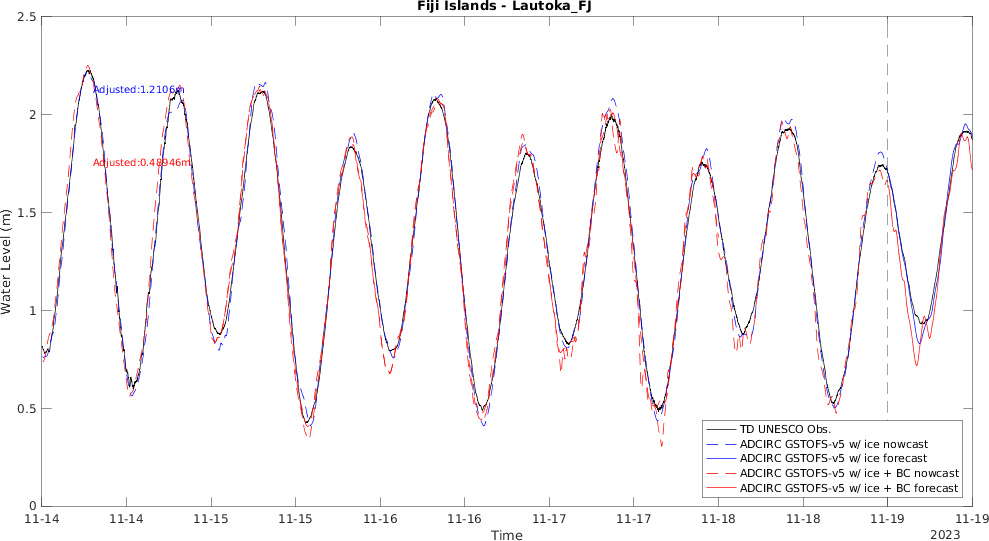 Fiji Islands - Lautoka_FJ
2.5
2
1.5
1
0.5
0
Water Level (m)
Adjusted:1.2106m
Adjusted:0.48946m
TD UNESCO Obs.
ADCIRC GSTOFS-v5 w/ ice nowcast
ADCIRC GSTOFS-v5 w/ ice forecast
ADCIRC GSTOFS-v5 w/ ice + BC nowcast
ADCIRC GSTOFS-v5 w/ ice + BC forecast
11-14 11-14 11-15 11-15 11-16 11-16 11-17 11-17 11-18 11-18 11-19 11-19
Time
2023